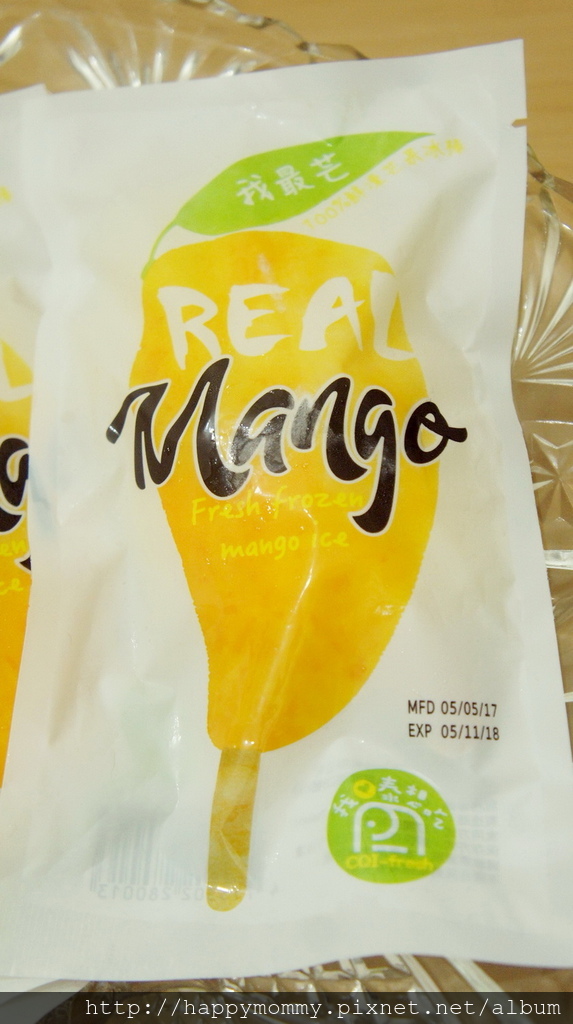 我最芒
REAL
Mango
Fresh frozen
mango ice
MFD 05/05/17
EXP 05/11/18
COI-fresh
http://happymommy.pixnet.net/album